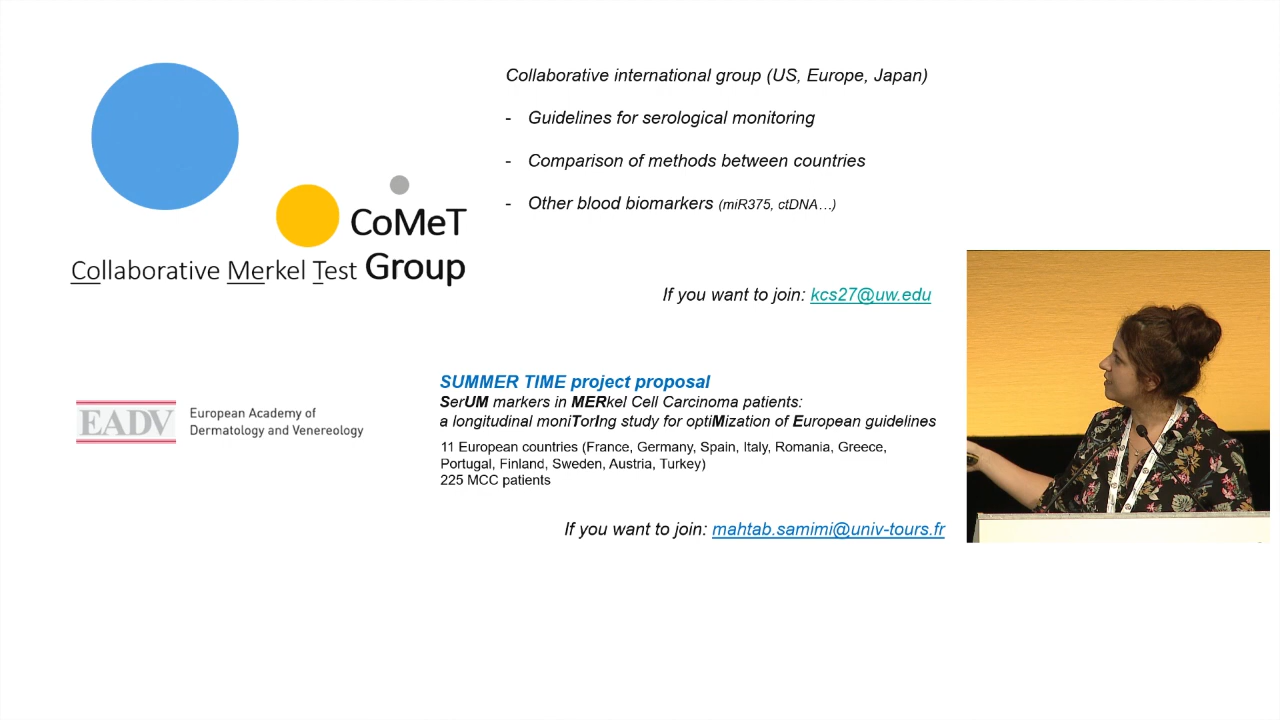 Collaborative international group (US, Europe, Japan)
- Guidelines for serological monitoring
- Comparison of methods between countries
- Other blood biomarkers (miR375, ctDNA…)
CoMeT
Collaborative Merkel Test Group
If you want to join: kcs27@uw.edu
SUMMER TIME project proposal
SerUM markers in MERkel Cell Carcinoma patients:
a longitudinal moniTorIng study for optiMization of European guidelines
EADV
European Academy of
Dermatology and Venereology
11 European countries (France, Germany, Spain, Italy, Romania, Greece,
Portugal, Finland, Sweden, Austria, Turkey)
225 MCC patients
If you want to join: mahtab.samimi@univ-tours.fr